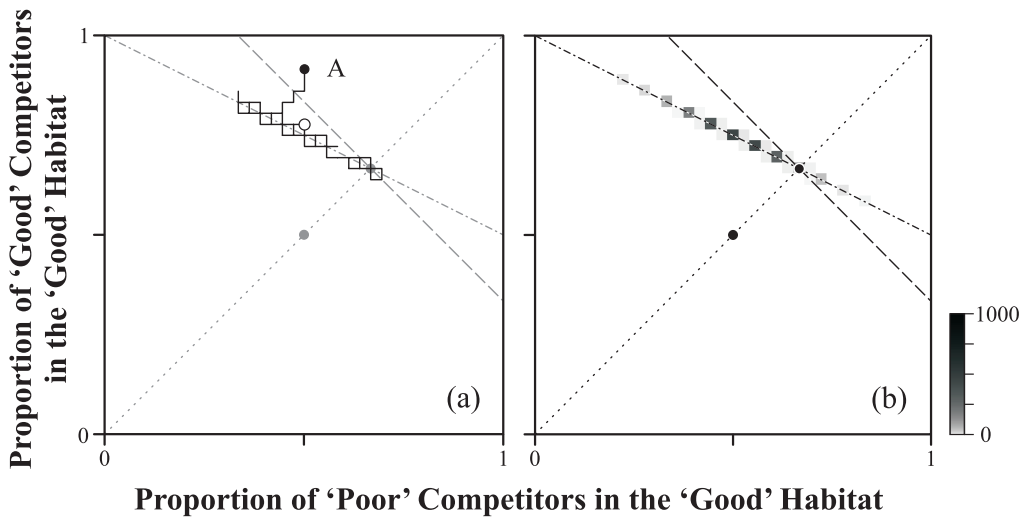 Proportion of ‘Good’ Competitors
in the ‘Good’ Habitat
1
0
A
(a)
0
1
(b)
1000
0
0
1
Proportion of ‘Poor’ Competitors in the ‘Good’ Habitat